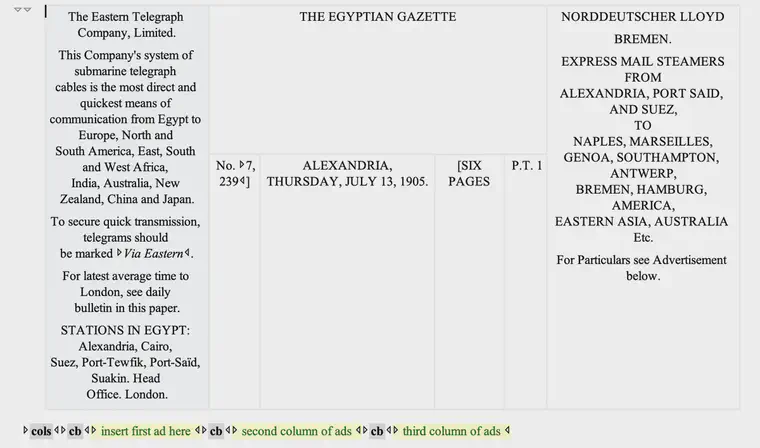 The Eastern Telegraph
Company, Limited.
This Company's system of
submarine telegraph
cables is the most direct and
quickest means of
communication from Egypt to
Europe, North and
South America, East, South
and West Africa,
India, Australia, New
Zealand, China and Japan.
To secure quick transmission,
telegrams should
be marked Via Eastern.
For latest average time to
London, see daily
bulletin in this paper.
STATIONS IN EGYPT:
Alexandria, Cairo,
Suez, Port-Tewfik, Port-Saïd,
Suakin. Head
Office. London.
THE EGYPTIAN GAZETTE
No. 7,
239]
ALEXANDRIA,
THURSDAY, JULY 13, 1905.
[SIX
PAGES
P.T. 1
NORDDEUTSCHER LLOYD
BREMEN.
EXPRESS MAIL STEAMERS
FROM
ALEXANDRIA, PORT SAID,
AND SUEZ,
TO
NAPLES, MARSEILLES,
GENOA, SOUTHAMPTON,
ANTWERP,
BREMEN, HAMBURG,
AMERICA,
EASTERN ASIA, AUSTRALIA
Etc.
For Particulars see Advertisement
below.
cols cb insert first ad here cb second column of ads cb third column of ads